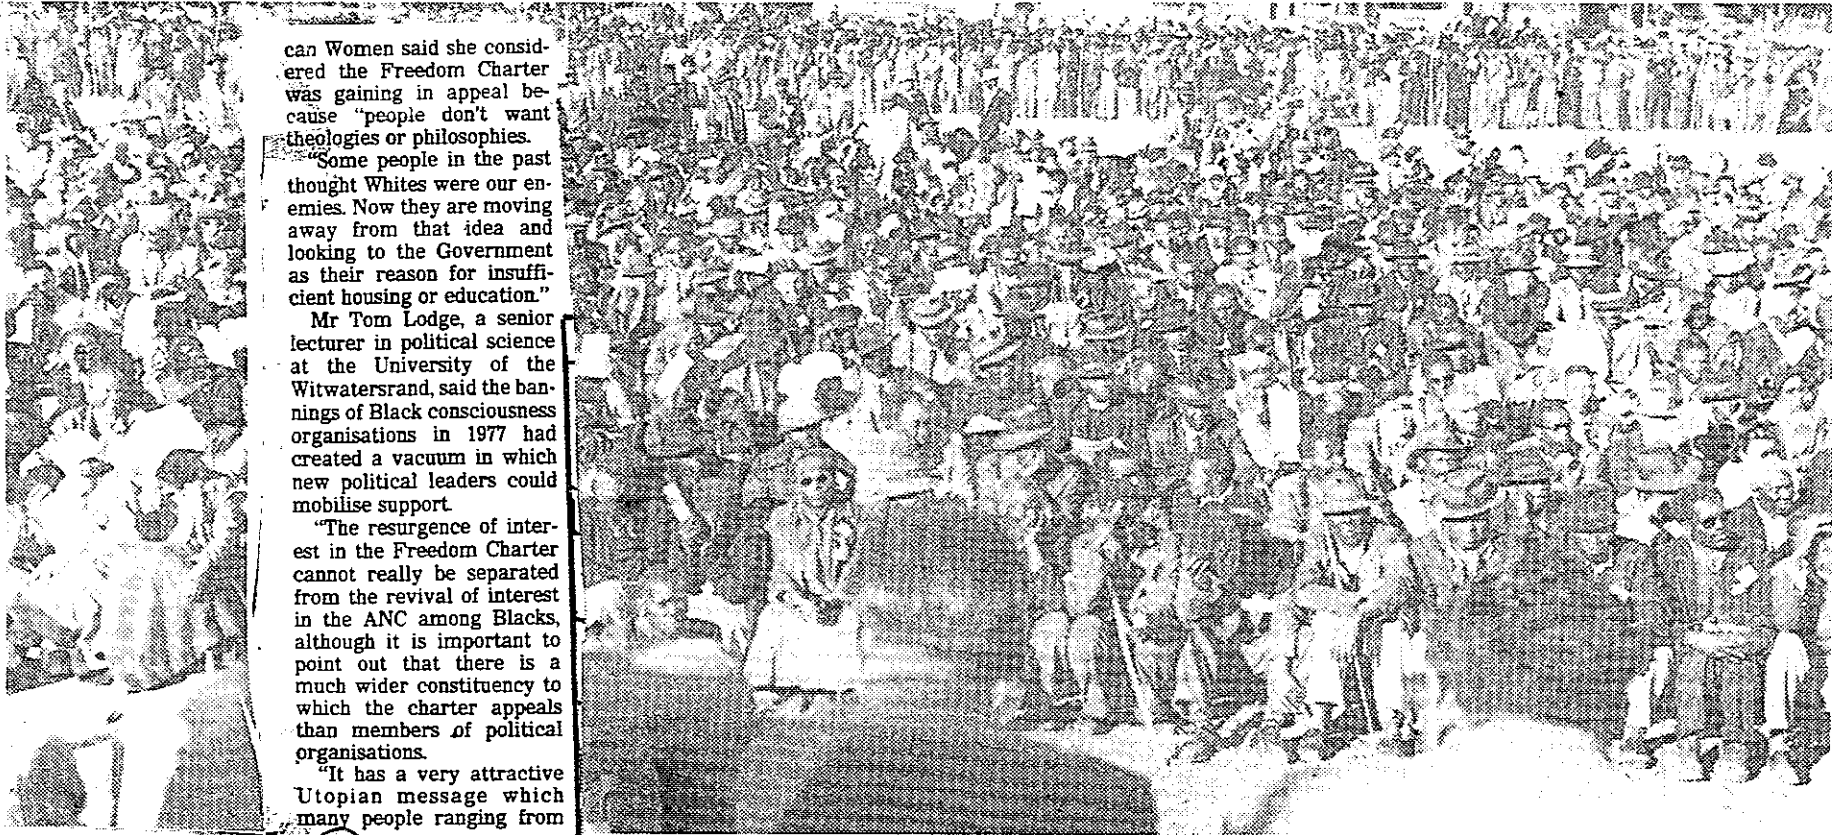 can Women said she consid-
ered the Freedom Charter
was gaining in appeal be-
cause "people don't want
theologies or philosophies.
"Some people in the past
thought Whites were our en-
emies. Now they are moving
away from that idea and
looking to the Government
as their reason for insuffi-
cient housing or education."
Mr Tom Lodge, a senior
lecturer in political science
at the University of the
Witwatersrand, said the ban-
nings of Black consciousness
organisations in 1977 had
created a vacuum in which
new political leaders could
mobilise support.
"The resurgence of inter-
est in the Freedom Charter
cannot really be separated
from the revival of interest
in the ANC among Blacks,
although it is important to
point out that there is a
much wider constituency to
which the charter appeals
than members of political
organisations.
"It has a very attractive
Utopian message which
many people ranging from